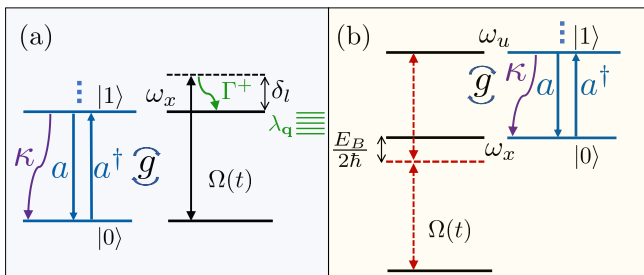 (a)
|1⟩
ω_x
Γ⁺
δ_l
λ_q
κ
a
a†
g
Ω(t)
|0⟩
(b)
ω_u
|1⟩
g
κ
a
a†
E_B
2ħ
ω_x
|0⟩
Ω(t)